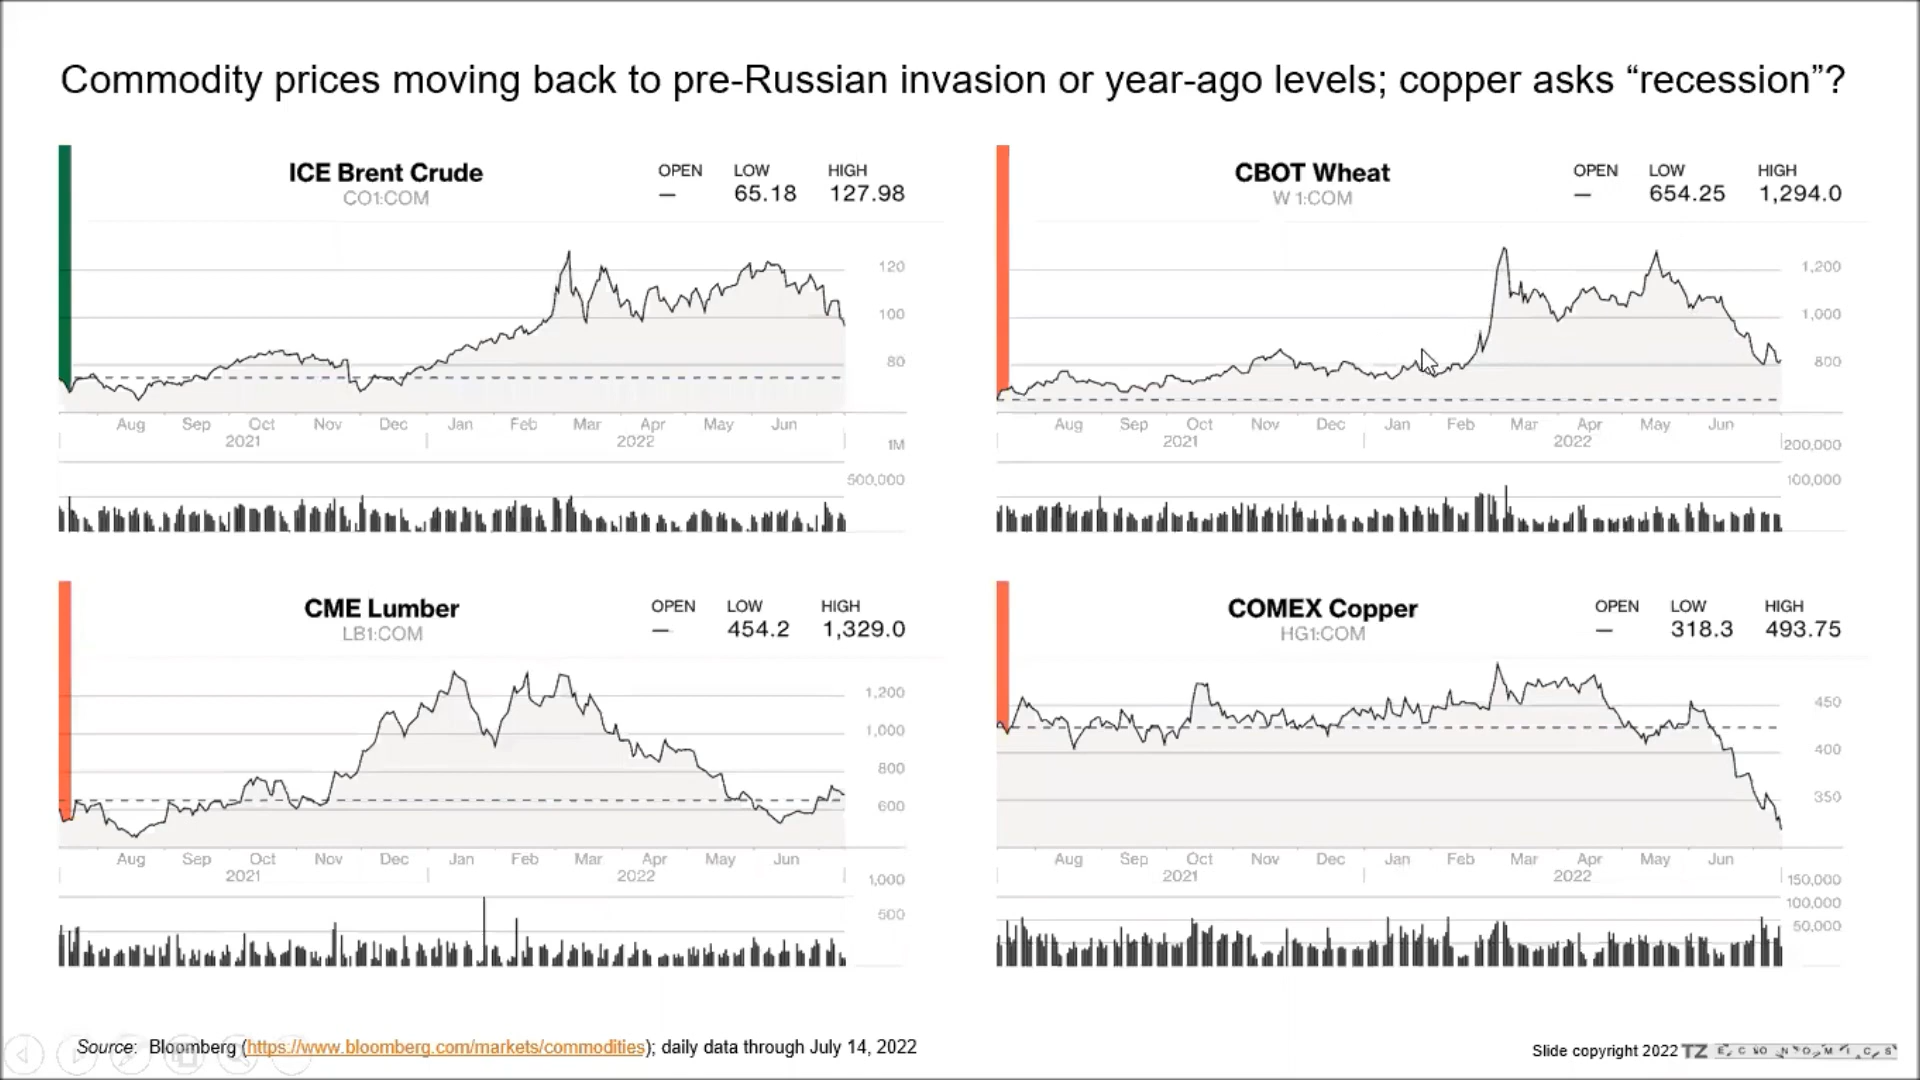 Commodity prices moving back to pre-Russian invasion or year-ago levels; copper asks “recession”?
ICE Brent Crude
CO1:COM
OPEN LOW HIGH
— 65.18 127.98
120
100
80
Aug Sep Oct Nov Dec Jan Feb Mar Apr May Jun
2021 2022
1M
500,000
CBOT Wheat
W 1:COM
OPEN LOW HIGH
— 654.25 1,294.0
1,200
1,000
800
Aug Sep Oct Nov Dec Jan Feb Mar Apr May Jun
2021 2022
200,000
100,000
CME Lumber
LB1:COM
OPEN LOW HIGH
— 454.2 1,329.0
1,200
1,000
800
600
Aug Sep Oct Nov Dec Jan Feb Mar Apr May Jun
2021 2022
1,000
500
COMEX Copper
HG1:COM
OPEN LOW HIGH
— 318.3 493.75
450
400
350
Aug Sep Oct Nov Dec Jan Feb Mar Apr May Jun
2021 2022
150,000
100,000
50,000
Source: Bloomberg (https://www.bloomberg.com/markets/commodities); daily data through July 14, 2022
Slide copyright 2022 TZ ECONOMICS